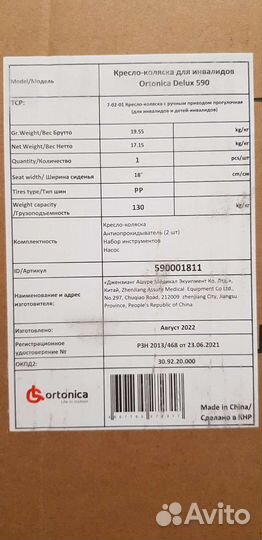 Model/Модель
Кресло-коляска для инвалидов
Ortonica Delux 590
ТСР:
7-02-01 Кресло-коляска с ручным приводом прогулочная
(для инвалидов и детей-инвалидов)
Gr.Weight/Вес Брутто 19.55 kg/кг
Net Weight/Вес Нетто 17.15 kg/кг
Quantity/Количество 1 pcs/шт
Seat width/ Ширина сиденья 18" cm/см
Tires type/Тип шин PP
Weight capacity
/Грузоподъемность 130 kg/кг
Комплектность
Кресло-коляска
Антиопрокидыватель (2 шт)
Набор инструментов
Насос
ID/Артикул 590001811
Наименование и адрес
изготовителя:
«Дженмианг Ашуре Медикал Экуипмент Ко. Лтд.»,
Китай, Zhenjiang Assure Medical Equipment Co Ltd.,
No.297, Chuqiao Road, 212009 zhenjiang City, Jiangsu
Province, People's Republic of China
Изготовлено: Август 2022
Регистрационное
удостоверение № РЗН 2013/468 от 23.06.2021
ОКПД2: 30.92.20.000
ortonica
Life in motion
Made in China/
Сделано в КНР
Avito